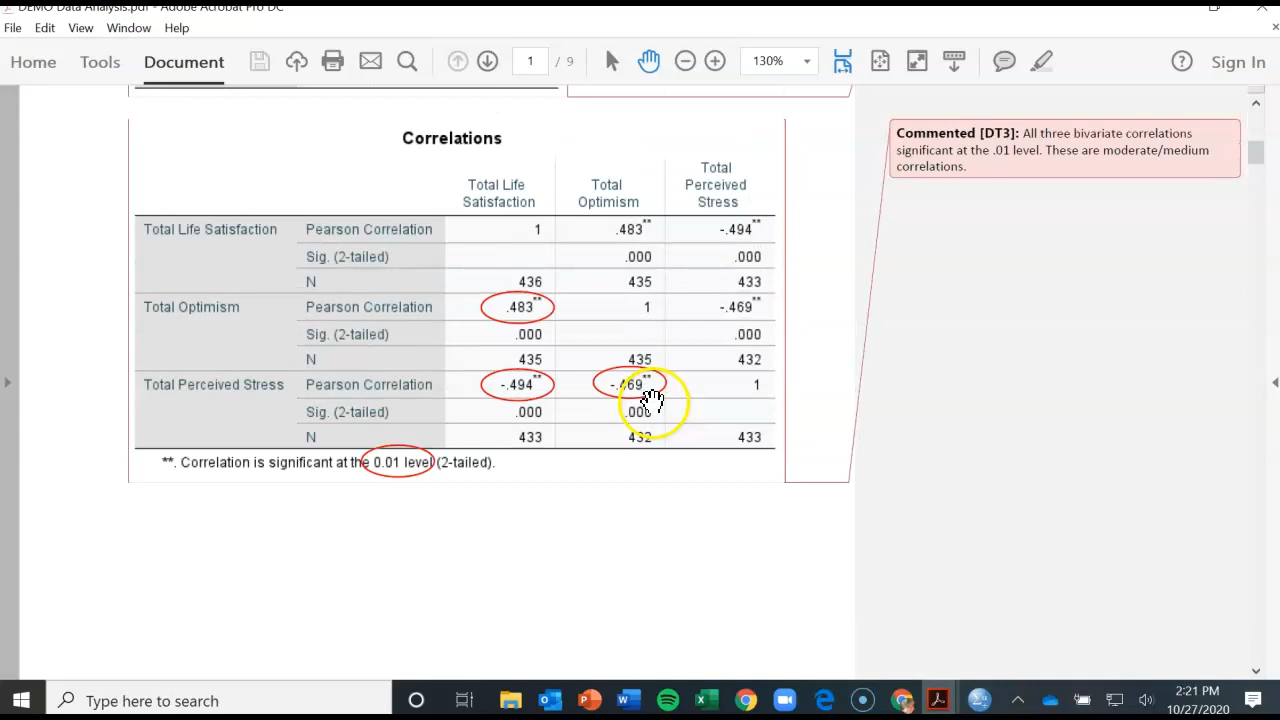 DEMO Data Analysis.pdf - Adobe Acrobat Pro DC
File Edit View Window Help
Home Tools Document 1 / 9 130% Sign In
Correlations
Total Life Satisfaction
Total Optimism
Total Perceived Stress
Total Life Satisfaction Pearson Correlation 1 .483** -.494**
Sig. (2-tailed) .000 .000
N 436 435 433
Total Optimism Pearson Correlation .483** 1 -.469**
Sig. (2-tailed) .000 .000
N 435 435 432
Total Perceived Stress Pearson Correlation -.494** -.469** 1
Sig. (2-tailed) .000 .000
N 433 432 433
**. Correlation is significant at the 0.01 level (2-tailed).
Commented [DT3]: All three bivariate correlations
significant at the .01 level. These are moderate/medium
correlations.
Type here to search
2:21 PM
10/27/2020